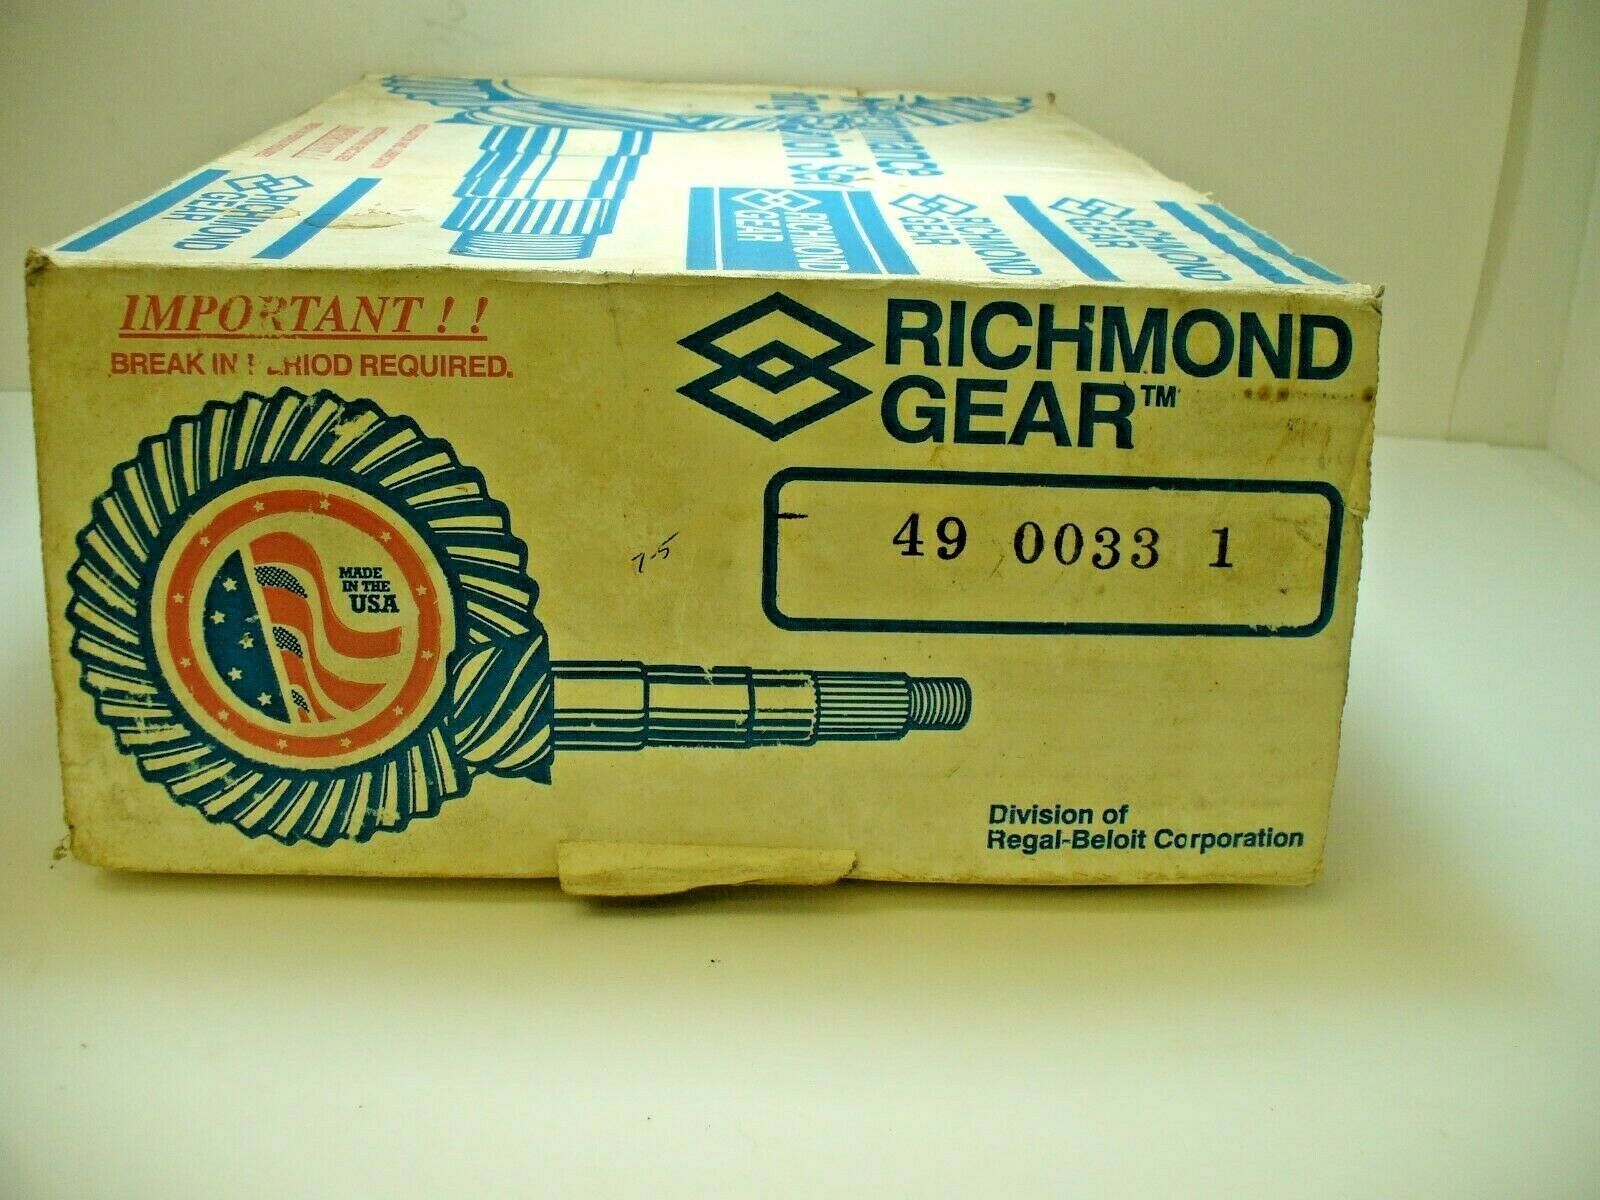 RICHMOND
GEAR
RICHMOND
GEAR
RICHMOND
GEAR
RICHMOND
GEAR
IMPORTANT ! !
BREAK IN PERIOD REQUIRED.
RICHMOND
GEAR™
49 0033 1
7-5
MADE
IN THE
USA
Division of
Regal-Beloit Corporation